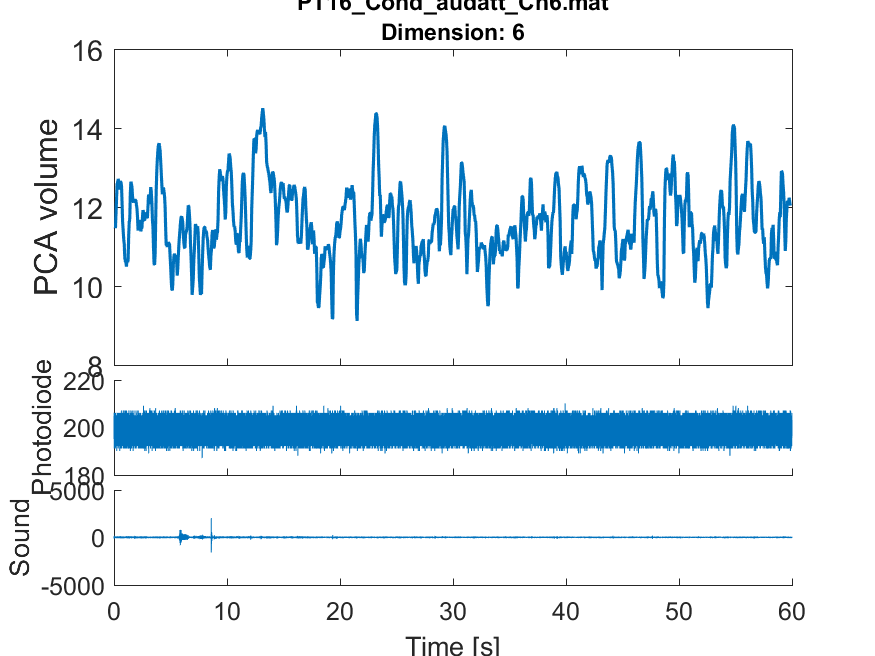 PT16_Cond_audatt_Ch6.mat
Dimension: 6
16
14
12
10
8
PCA volume
220
200
180
Photodiode
5000
0
-5000
Sound
0 10 20 30 40 50 60
Time [s]